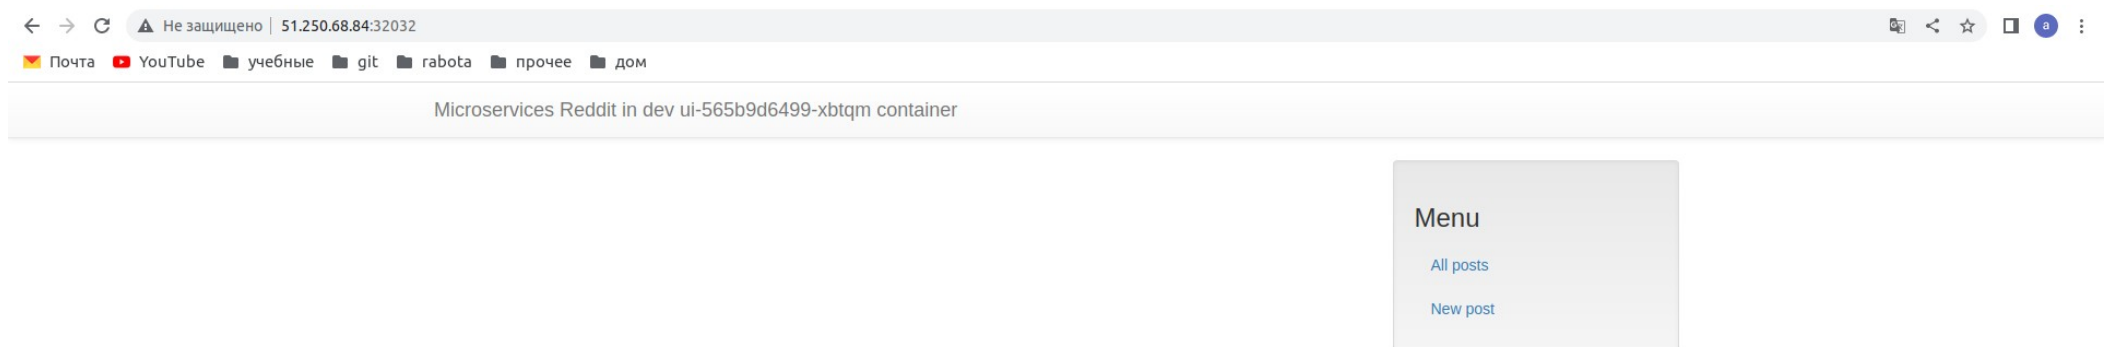 Не защищено 51.250.68.84:32032
a
Почта YouTube учебные git rabota прочее дом
Microservices Reddit in dev ui-565b9d6499-xbtqm container
Menu
All posts
New post